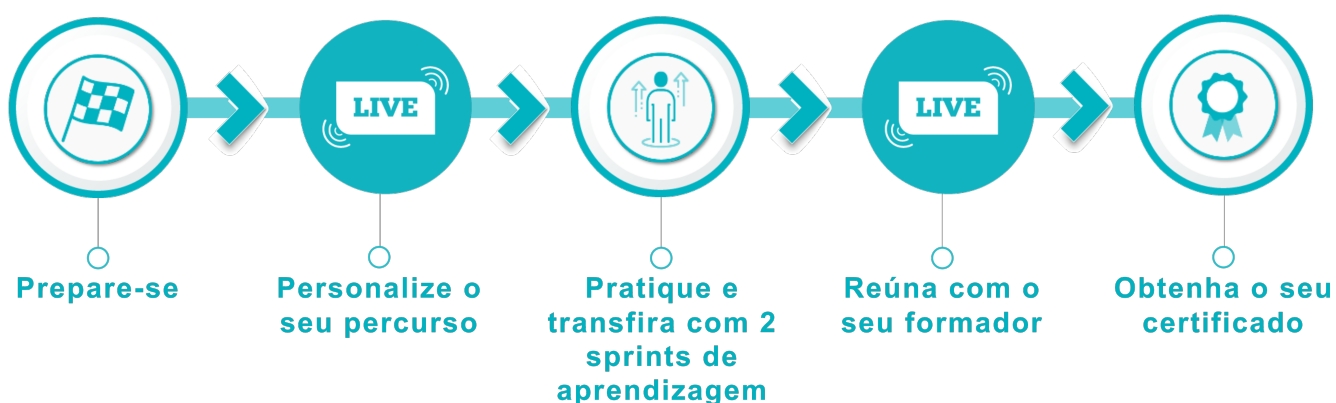 LIVE
LIVE
Prepare-se
Personalize o
seu percurso
Pratique e
transfira com 2
sprints de
aprendizagem
Reúna com o
seu formador
Obtenha o seu
certificado